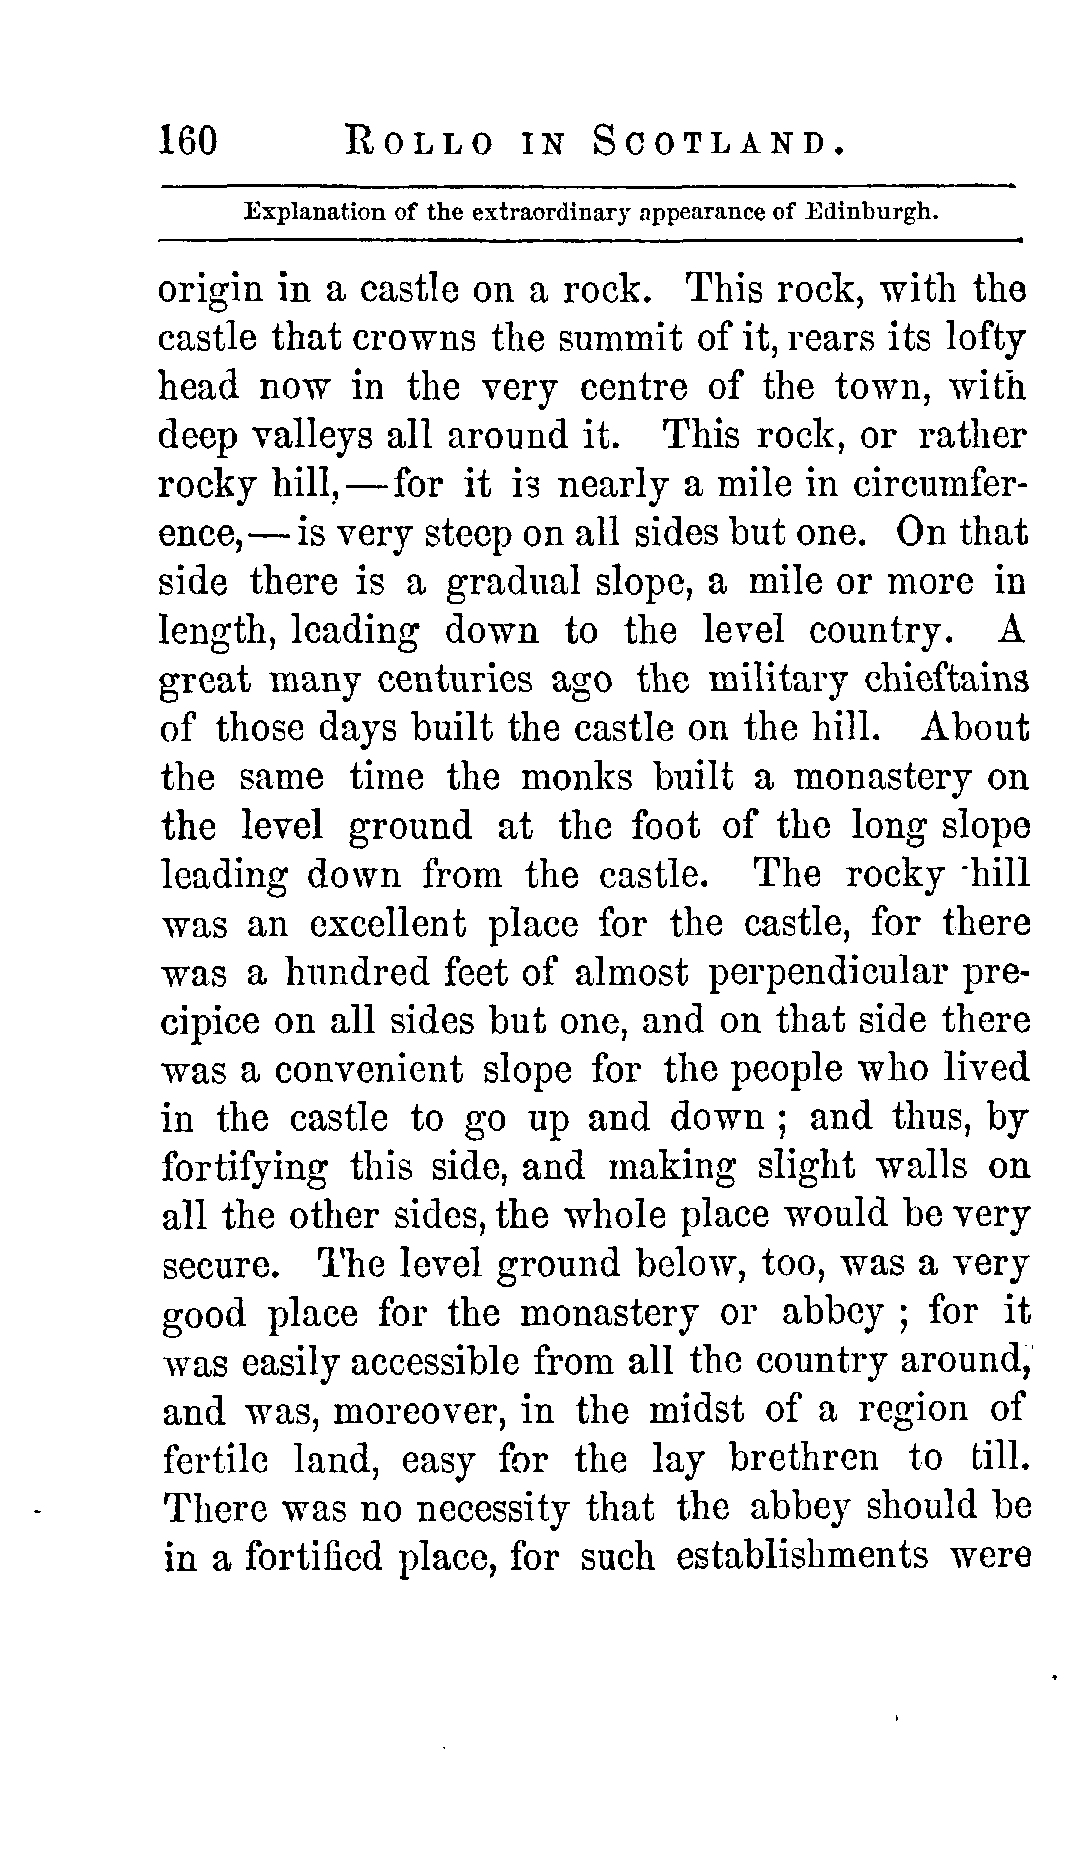 160 ROLLO IN SCOTLAND.
Explanation of the extraordinary appearance of Edinburgh.
origin in a castle on a rock. This rock, with the
castle that crowns the summit of it, rears its lofty
head now in the very centre of the town, with
deep valleys all around it. This rock, or rather
rocky hill,—for it is nearly a mile in circumfer-
ence,—is very steep on all sides but one. On that
side there is a gradual slope, a mile or more in
length, leading down to the level country. A
great many centuries ago the military chieftains
of those days built the castle on the hill. About
the same time the monks built a monastery on
the level ground at the foot of the long slope
leading down from the castle. The rocky hill
was an excellent place for the castle, for there
was a hundred feet of almost perpendicular pre-
cipice on all sides but one, and on that side there
was a convenient slope for the people who lived
in the castle to go up and down ; and thus, by
fortifying this side, and making slight walls on
all the other sides, the whole place would be very
secure. The level ground below, too, was a very
good place for the monastery or abbey ; for it
was easily accessible from all the country around,
and was, moreover, in the midst of a region of
fertile land, easy for the lay brethren to till.
There was no necessity that the abbey should be
in a fortified place, for such establishments were